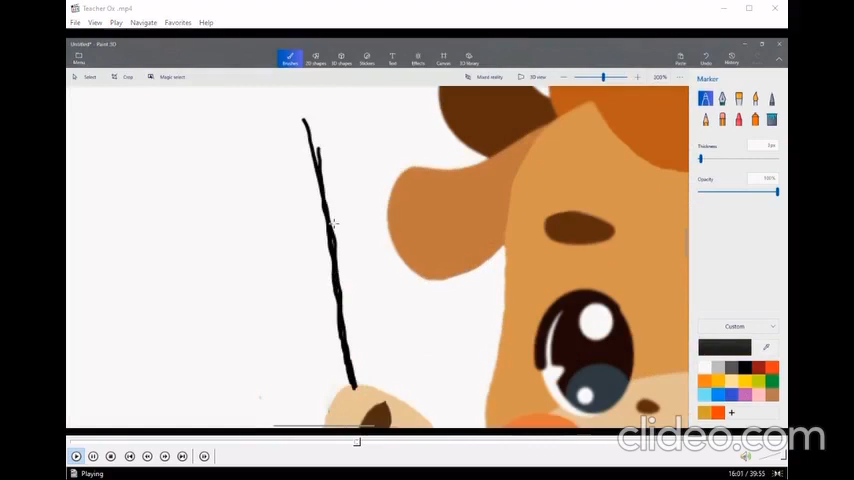 Teacher Ox .mp4
File View Play Navigate Favorites Help
Untitled* - Paint 3D
Menu
Brushes 2D shapes 3D shapes Stickers Text Effects Canvas 3D library
Paste Undo History
Select Crop Magic select
Mixed reality 3D view
100%
Marker
Thickness
Opacity
100%
Custom
clideo.com
Playing
16:01 / 39:55